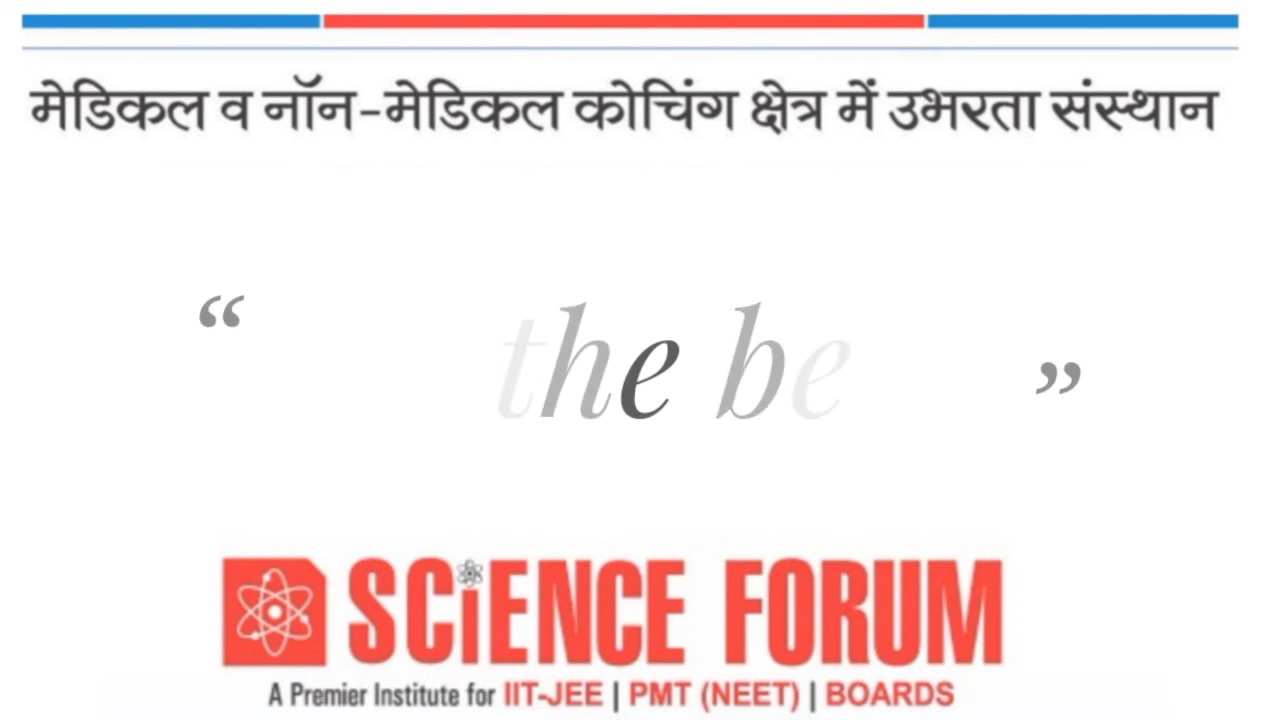 मेडिकल व नॉन-मेडिकल कोचिंग क्षेत्र में उभरता संस्थान
“ the be ”
SCiENCE FORUM
A Premier Institute for IIT-JEE | PMT (NEET) | BOARDS